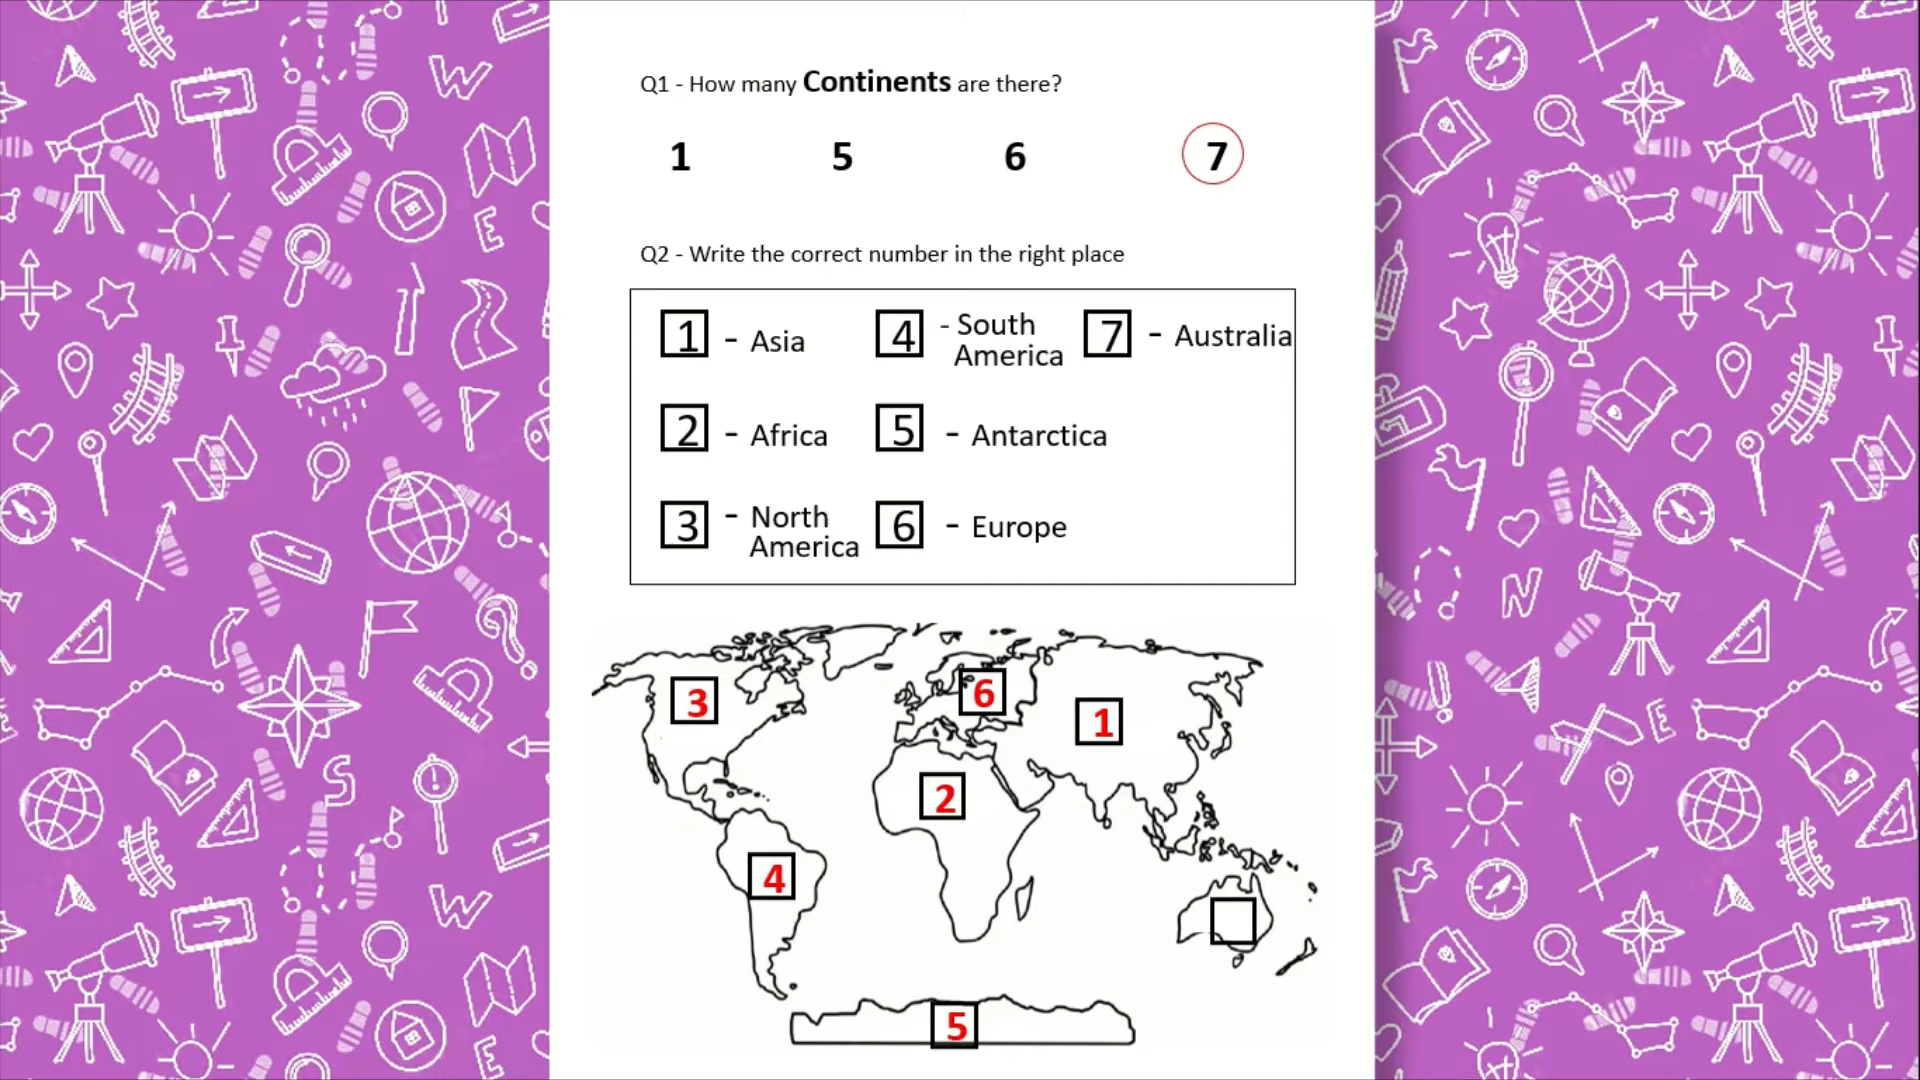 Q1 - How many Continents are there?
1 5 6 7
Q2 - Write the correct number in the right place
1 - Asia
4 - South
America
7 - Australia
2 - Africa
5 - Antarctica
3 - North
America
6 - Europe
3
6
1
2
4
5